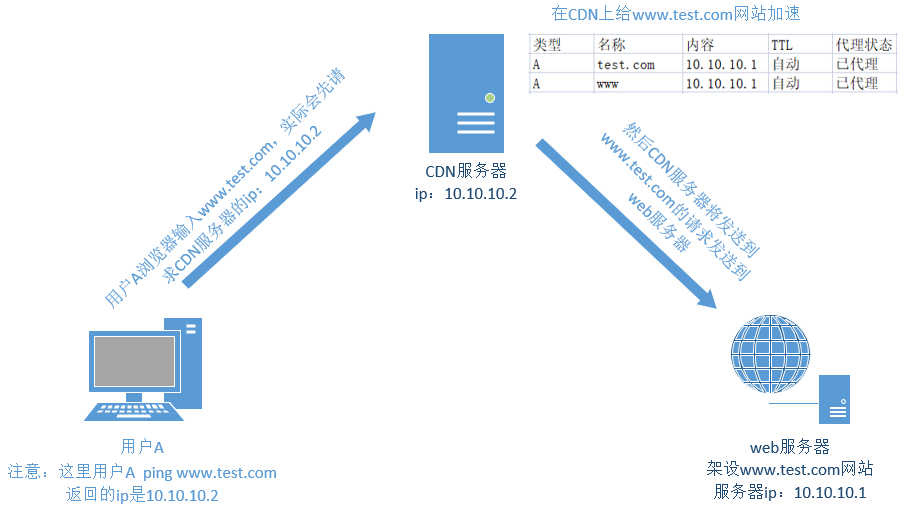 在CDN上给www.test.com网站加速
类型 名称 内容 TTL 代理状态
A test.com 10.10.10.1 自动 已代理
A www 10.10.10.1 自动 已代理
CDN服务器
ip：10.10.10.2
用户A浏览器输入www.test.com，实际会先请
求CDN服务器的ip：10.10.10.2
然后CDN服务器将发送到
www.test.com的请求发送到
web服务器
用户A
注意：这里用户A ping www.test.com
返回的ip是10.10.10.2
web服务器
架设www.test.com网站
服务器ip：10.10.10.1